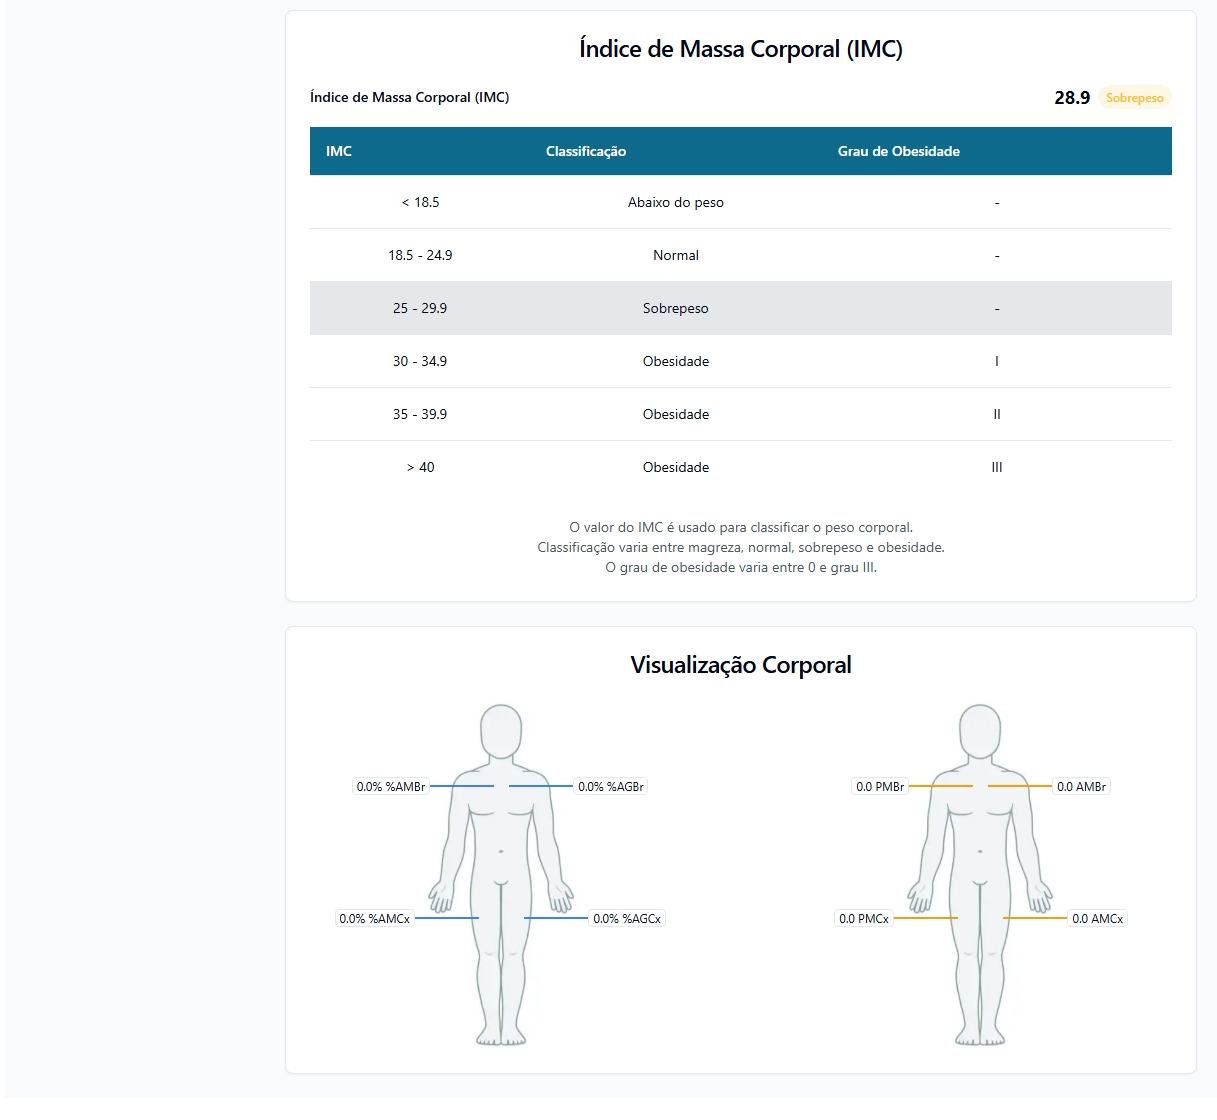 Índice de Massa Corporal (IMC)
Índice de Massa Corporal (IMC) 28.9 Sobrepeso
IMC Classificação Grau de Obesidade
< 18.5 Abaixo do peso -
18.5 - 24.9 Normal -
25 - 29.9 Sobrepeso -
30 - 34.9 Obesidade I
35 - 39.9 Obesidade II
> 40 Obesidade III
O valor do IMC é usado para classificar o peso corporal.
Classificação varia entre magreza, normal, sobrepeso e obesidade.
O grau de obesidade varia entre 0 e grau III.
Visualização Corporal
0.0% %AMBr 0.0% %AGBr 0.0 PMBr 0.0 AMBr
0.0% %AMCx 0.0% %AGCx 0.0 PMCx 0.0 AMCx